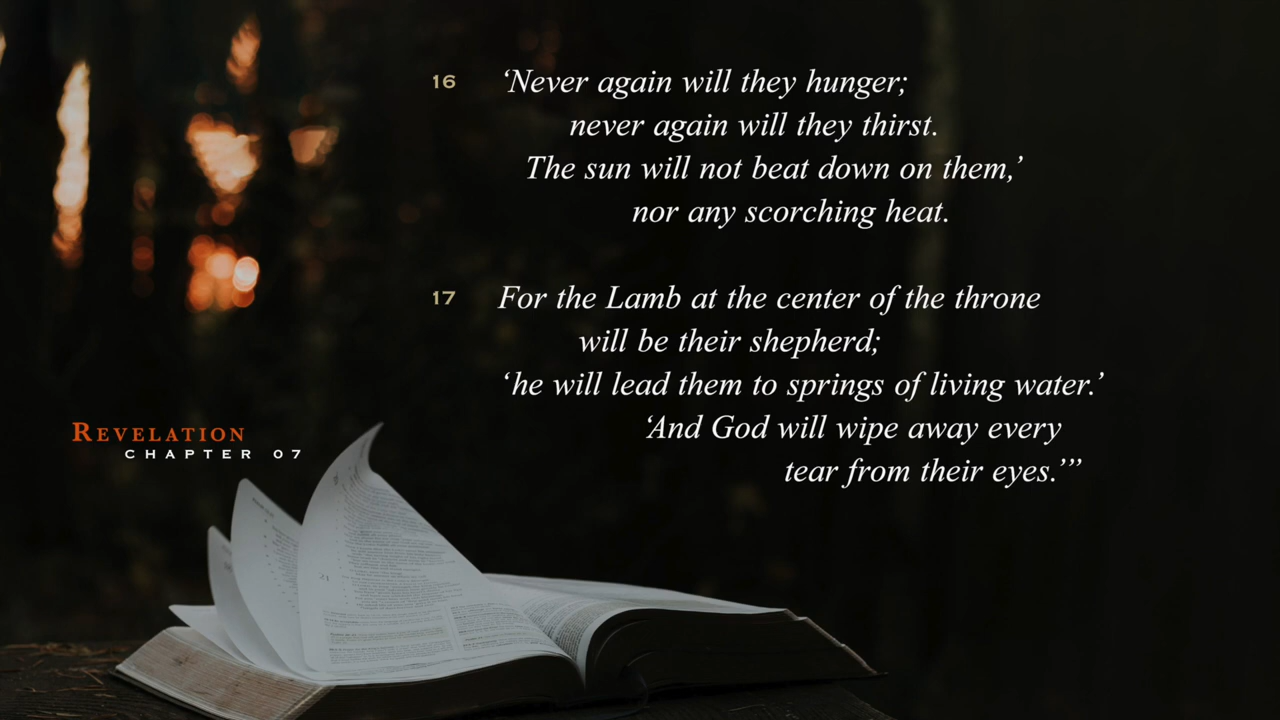 16 ‘Never again will they hunger;
never again will they thirst.
The sun will not beat down on them,’
nor any scorching heat.
17 For the Lamb at the center of the throne
will be their shepherd;
‘he will lead them to springs of living water.’
‘And God will wipe away every
tear from their eyes.’”
REVELATION
CHAPTER 07
21